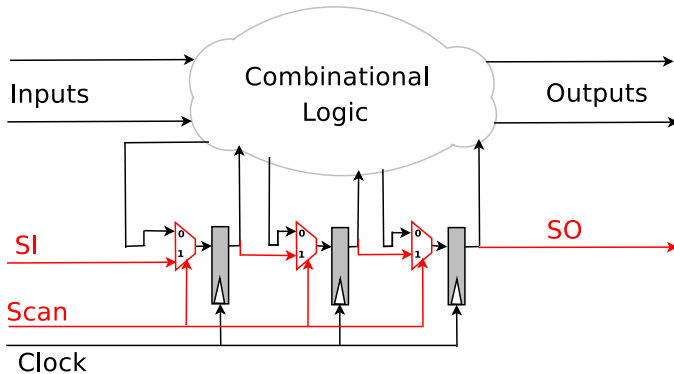 Combinational
Logic
Inputs
Outputs
0
1
0
1
0
1
SI
SO
Scan
Clock